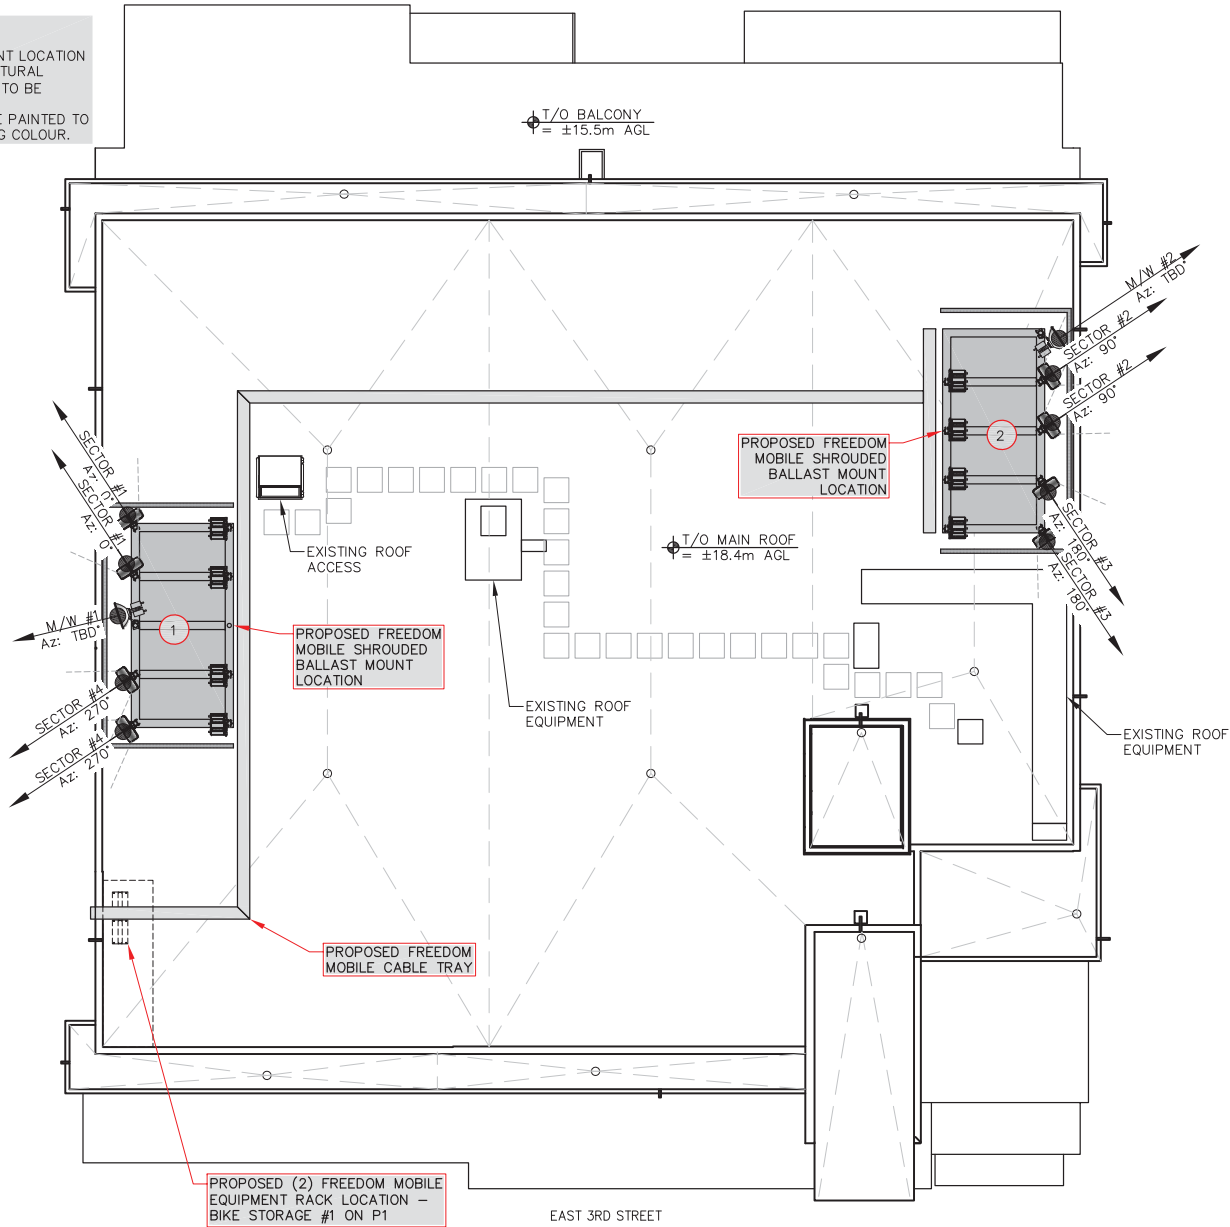 NT LOCATION
TURAL
TO BE
E PAINTED TO
G COLOUR.
T/O BALCONY
= ±15.5m AGL
M/W #2
Az: TBD°
SECTOR #2
Az: 90°
SECTOR #2
Az: 90°
2
PROPOSED FREEDOM
MOBILE SHROUDED
BALLAST MOUNT
LOCATION
SECTOR #1
Az: 0°
SECTOR #1
Az: 0°
EXISTING ROOF
ACCESS
T/O MAIN ROOF
= ±18.4m AGL
SECTOR #3
Az: 180°
SECTOR #3
Az: 180°
M/W #1
Az: TBD°
1
PROPOSED FREEDOM
MOBILE SHROUDED
BALLAST MOUNT
LOCATION
SECTOR #4
Az: 270°
SECTOR #4
Az: 270°
EXISTING ROOF
EQUIPMENT
EXISTING ROOF
EQUIPMENT
PROPOSED FREEDOM
MOBILE CABLE TRAY
PROPOSED (2) FREEDOM MOBILE
EQUIPMENT RACK LOCATION –
BIKE STORAGE #1 ON P1
EAST 3RD STREET